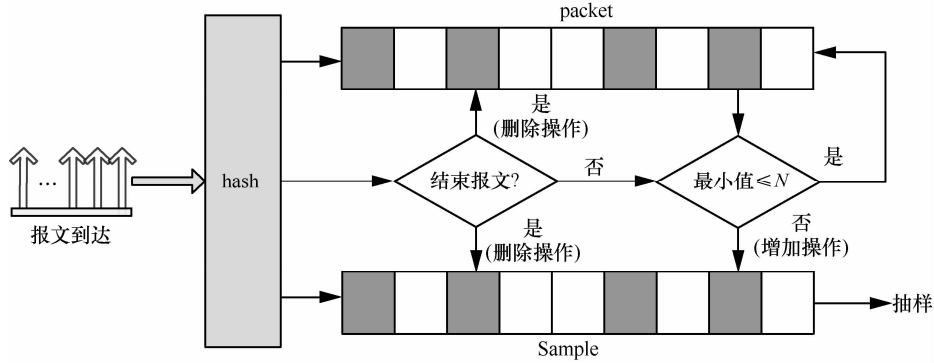 packet
是
(删除操作)
...
hash
结束报文?
否
最小值≤N
是
报文到达
是
(删除操作)
否
(增加操作)
抽样
Sample